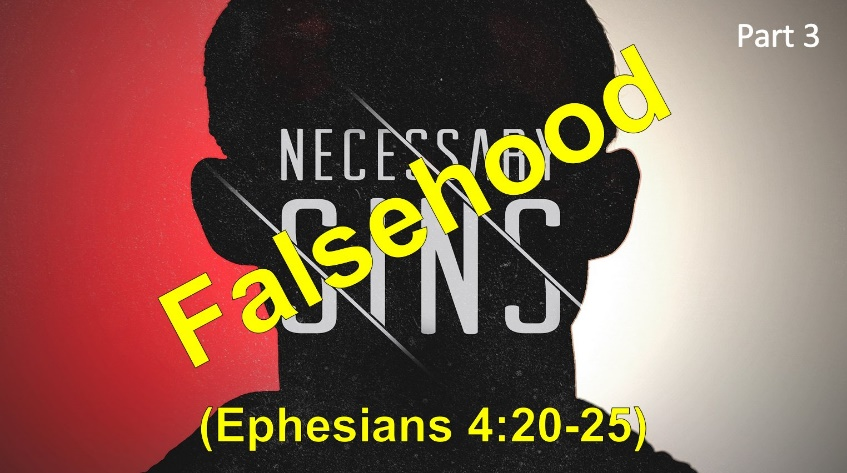 Part 3
NECESSARY
SINS
Falsehood
(Ephesians 4:20-25)